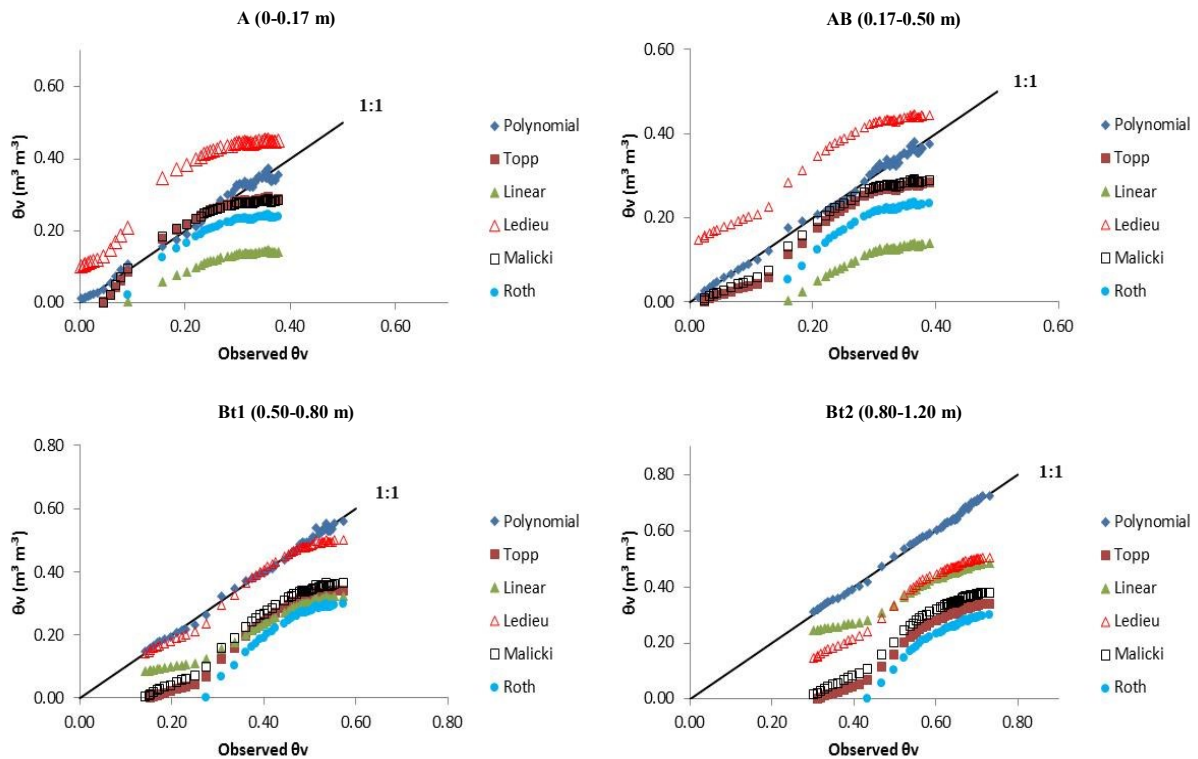 A (0-0.17 m)
0.60
0.40
0.20
0.00
θv (m³ m⁻³)
0.00 0.20 0.40 0.60
Observed θv
1:1
Polynomial
Topp
Linear
Ledieu
Malicki
Roth
AB (0.17-0.50 m)
0.60
0.40
0.20
0.00
θv (m³ m⁻³)
0.00 0.20 0.40 0.60
Observed θv
1:1
Polynomial
Topp
Linear
Ledieu
Malicki
Roth
Bt1 (0.50-0.80 m)
0.80
0.60
0.40
0.20
0.00
θv (m³ m⁻³)
0.00 0.20 0.40 0.60 0.80
Observed θv
1:1
Polynomial
Topp
Linear
Ledieu
Malicki
Roth
Bt2 (0.80-1.20 m)
0.80
0.60
0.40
0.20
0.00
θv (m³ m⁻³)
0.00 0.20 0.40 0.60 0.80
Observed θv
1:1
Polynomial
Topp
Linear
Ledieu
Malicki
Roth